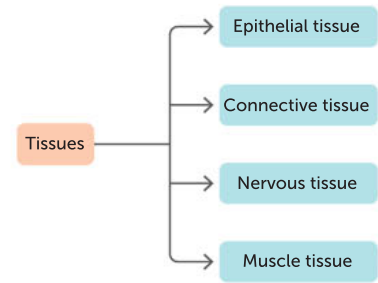 Epithelial tissue
Connective tissue
Tissues
Nervous tissue
Muscle tissue